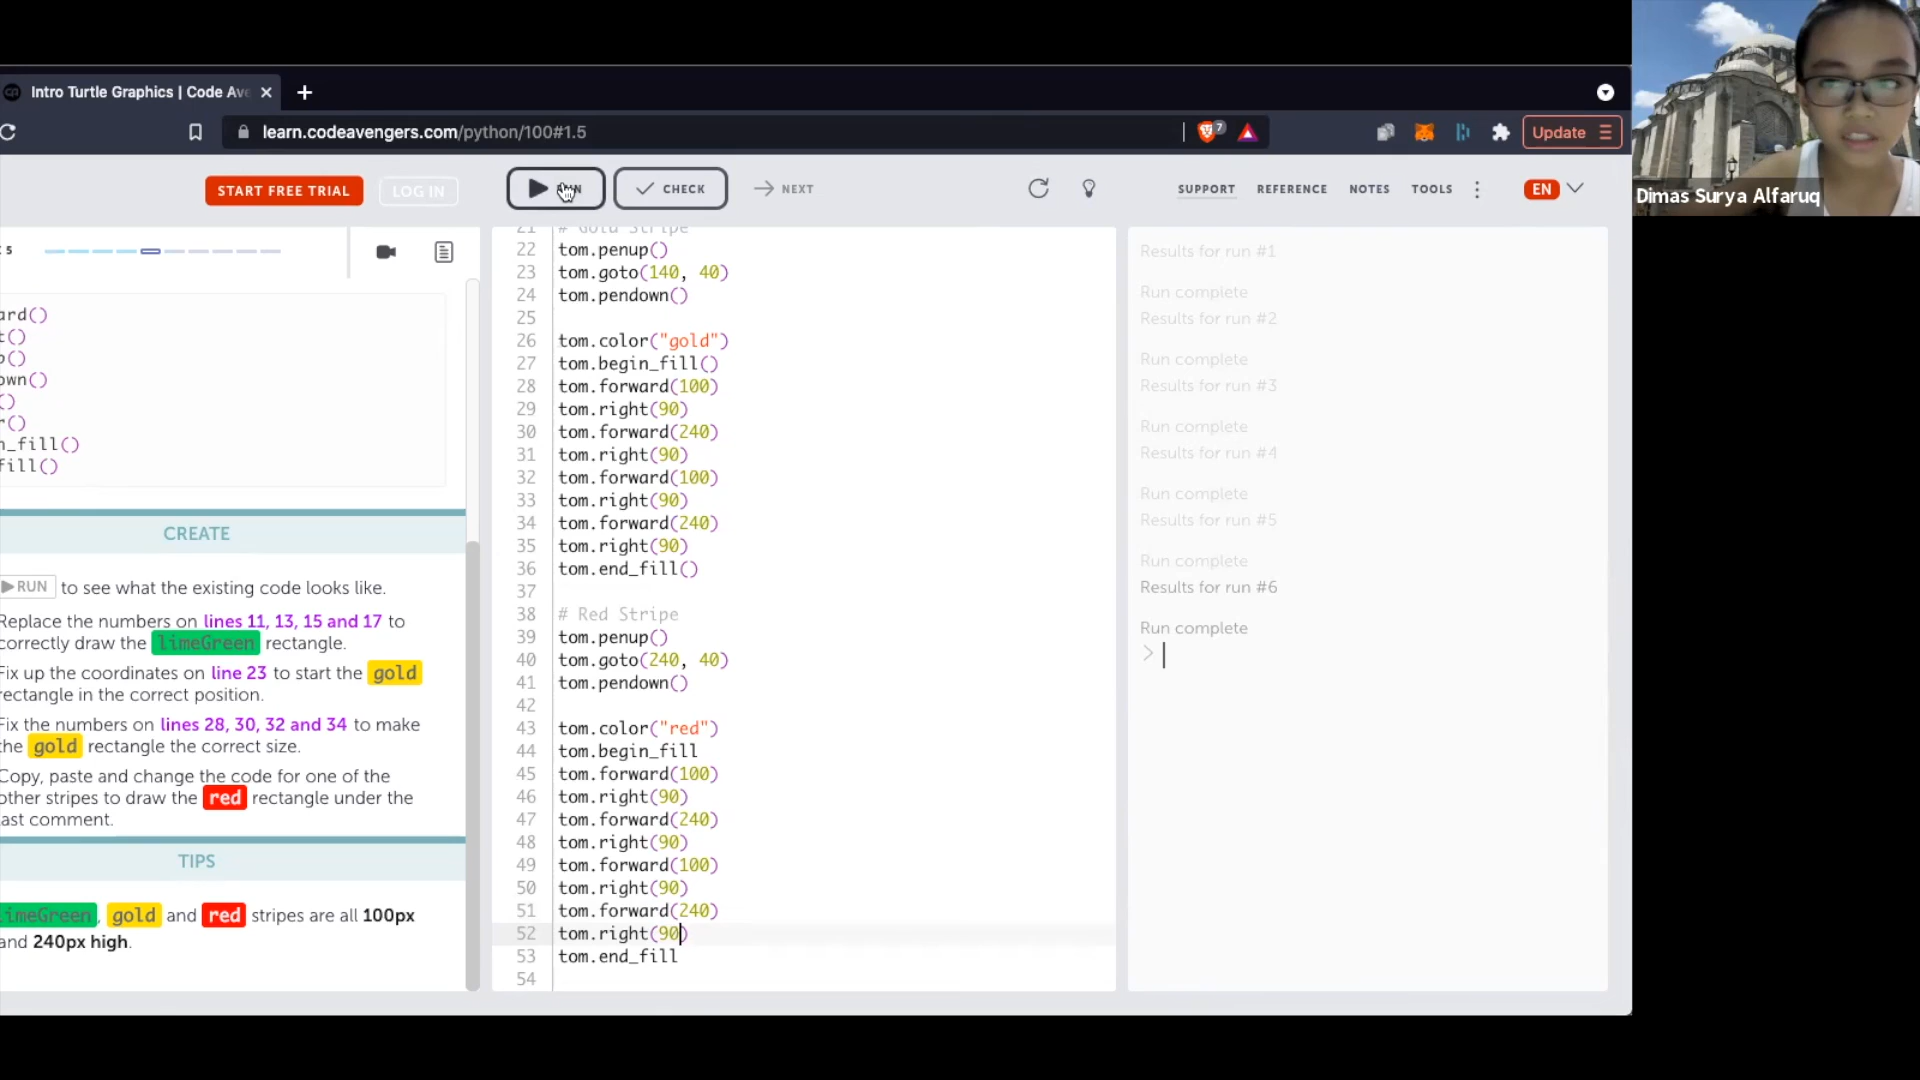 Intro Turtle Graphics | Code Ave
learn.codeavengers.com/python/100#1.5
7
Update
START FREE TRIAL
LOG IN
CHECK
NEXT
SUPPORT
REFERENCE
NOTES
TOOLS
EN
Dimas Surya Alfaruq
5
ard()
t()
p()
own()
()
r()
n_fill()
fill()
CREATE
RUN to see what the existing code looks like.
Replace the numbers on lines 11, 13, 15 and 17 to
correctly draw the limeGreen rectangle.
Fix up the coordinates on line 23 to start the gold
rectangle in the correct position.
Fix the numbers on lines 28, 30, 32 and 34 to make
the gold rectangle the correct size.
Copy, paste and change the code for one of the
other stripes to draw the red rectangle under the
last comment.
TIPS
limeGreen, gold and red stripes are all 100px
and 240px high.
21 # Gold Stripe
22 tom.penup()
23 tom.goto(140, 40)
24 tom.pendown()
25
26 tom.color("gold")
27 tom.begin_fill()
28 tom.forward(100)
29 tom.right(90)
30 tom.forward(240)
31 tom.right(90)
32 tom.forward(100)
33 tom.right(90)
34 tom.forward(240)
35 tom.right(90)
36 tom.end_fill()
37
38 # Red Stripe
39 tom.penup()
40 tom.goto(240, 40)
41 tom.pendown()
42
43 tom.color("red")
44 tom.begin_fill
45 tom.forward(100)
46 tom.right(90)
47 tom.forward(240)
48 tom.right(90)
49 tom.forward(100)
50 tom.right(90)
51 tom.forward(240)
52 tom.right(90)
53 tom.end_fill
54
Results for run #1
Run complete
Results for run #2
Run complete
Results for run #3
Run complete
Results for run #4
Run complete
Results for run #5
Run complete
Results for run #6
Run complete
>